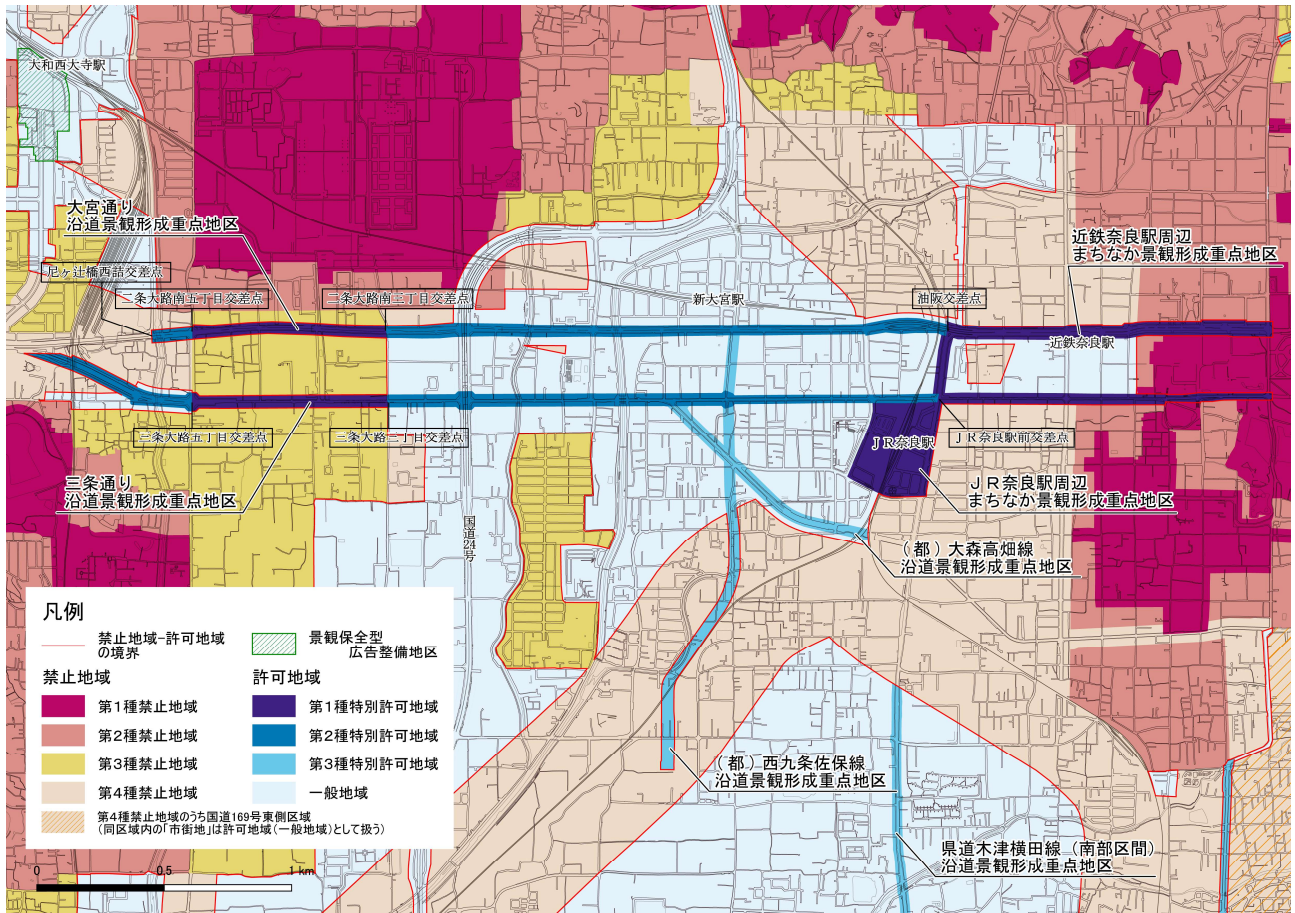 大和西大寺駅
大宮通り
沿道景観形成重点地区
近鉄奈良駅周辺
まちなか景観形成重点地区
尼ヶ辻橋西詰交差点
二条大路南五丁目交差点
二条大路南三丁目交差点
新大宮駅
油阪交差点
近鉄奈良駅
三条大路五丁目交差点
三条大路二丁目交差点
JR奈良駅
JR奈良駅前交差点
三条通り
沿道景観形成重点地区
JR奈良駅周辺
まちなか景観形成重点地区
国道24号
(都)大森高畑線
沿道景観形成重点地区
(都)西九条佐保線
沿道景観形成重点地区
県道木津横田線(南部区間)
沿道景観形成重点地区
凡例
禁止地域-許可地域
の境界
景観保全型
広告整備地区
禁止地域
許可地域
第1種禁止地域
第1種特別許可地域
第2種禁止地域
第2種特別許可地域
第3種禁止地域
第3種特別許可地域
第4種禁止地域
一般地域
第4種禁止地域のうち国道169号東側区域
(同区域内の「市街地」は許可地域(一般地域)として扱う)
0 0.5 1 km